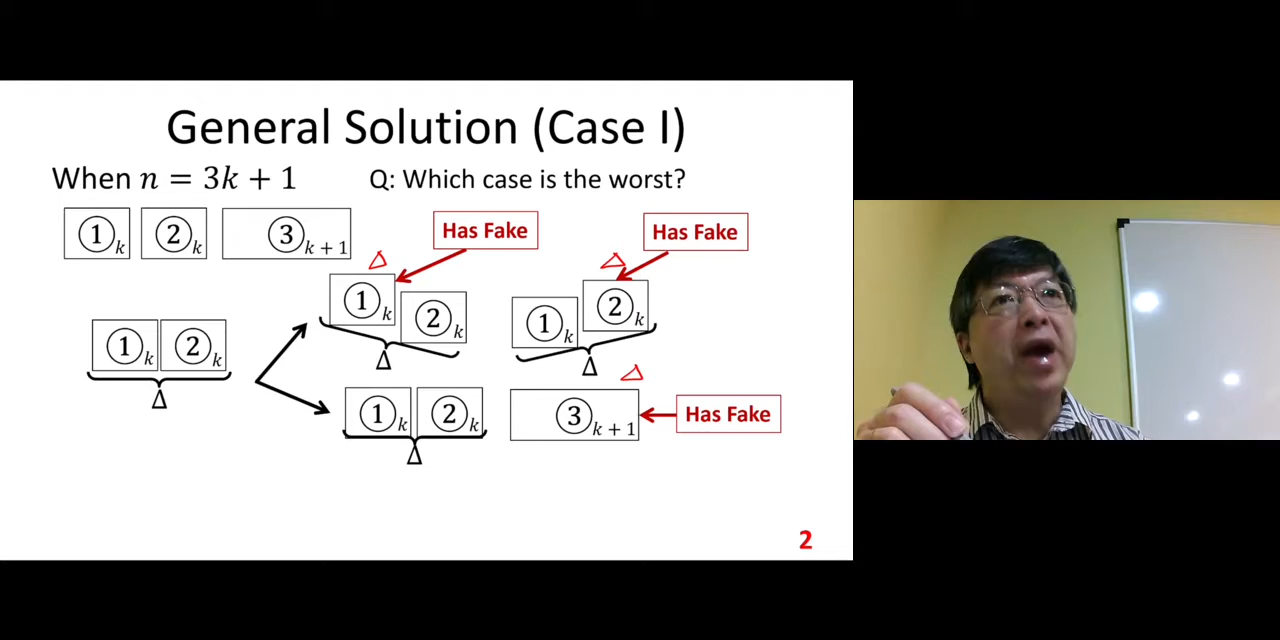 General Solution (Case I)
When n = 3k + 1
Q: Which case is the worst?
①k ②k ③k + 1
Has Fake
Has Fake
Δ Δ
①k ②k
①k ②k
①k ②k
Δ
Δ
Δ
Δ
①k ②k
③k + 1
Has Fake
Δ
2